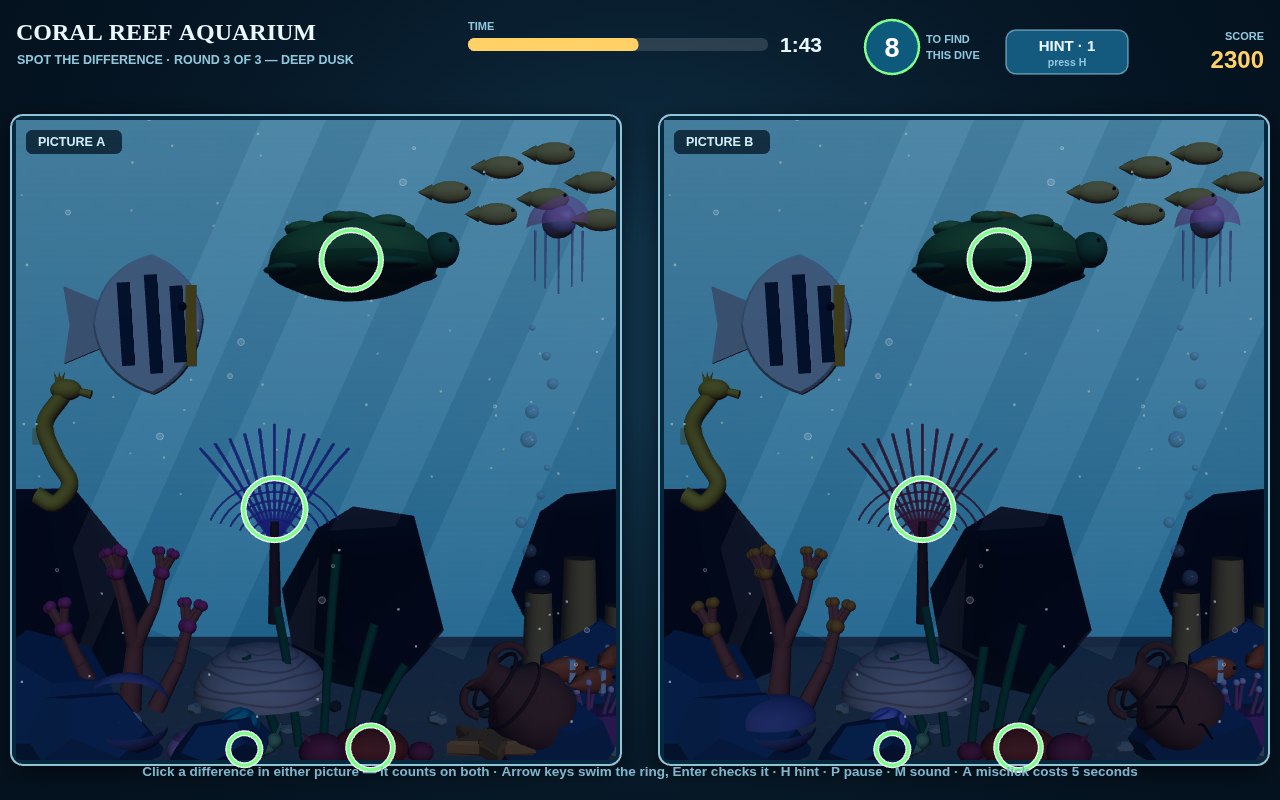 CORAL REEF AQUARIUM
SPOT THE DIFFERENCE · ROUND 3 OF 3 — DEEP DUSK
TIME
1:43
8
TO FIND
THIS DIVE
HINT · 1
press H
SCORE
2300
PICTURE A
PICTURE B
Click a difference in either picture — it counts on both · Arrow keys swim the ring, Enter checks it · H hint · P pause · M sound · A misclick costs 5 seconds